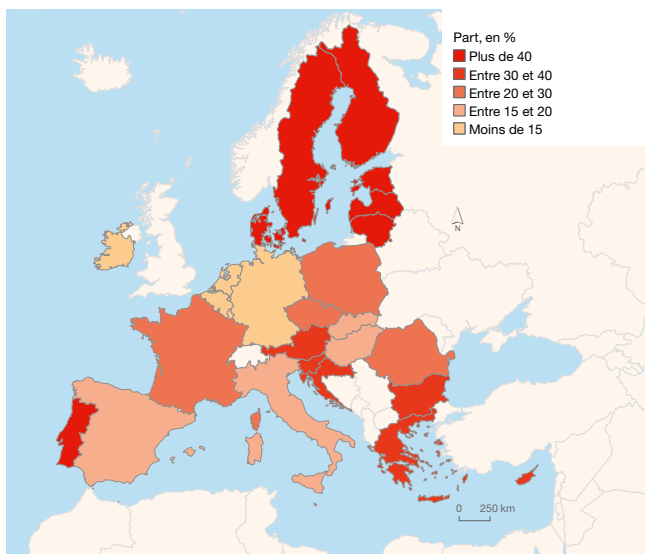 Part, en %
Plus de 40
Entre 30 et 40
Entre 20 et 30
Entre 15 et 20
Moins de 15
N
0 250 km